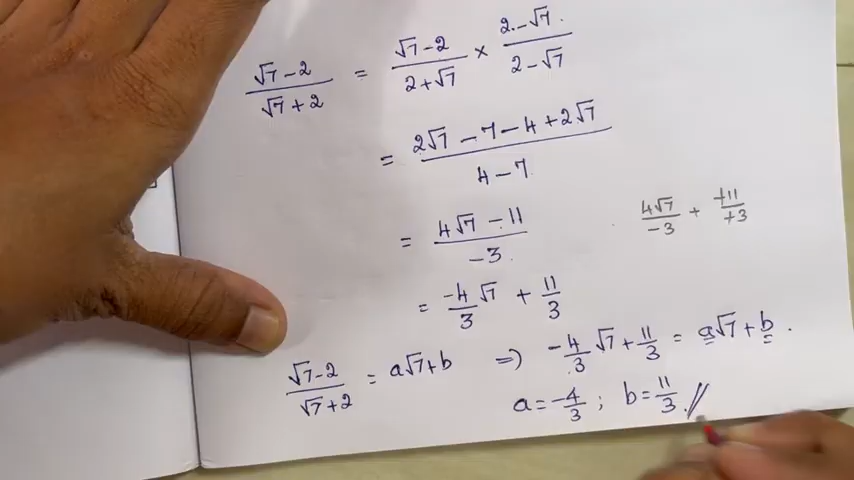 (√7 − 2)/(√7 + 2) = (√7 − 2)/(2 + √7) × (2 − √7)/(2 − √7)
= (2√7 − 7 − 4 + 2√7)/(4 − 7)
= (4√7 − 11)/(−3)
4√7/−3 + +11/+3
= −4/3 √7 + 11/3
(√7 − 2)/(√7 + 2) = a√7 + b ⇒ −4/3 √7 + 11/3 = a√7 + b.
a = −4/3 ; b = 11/3 //